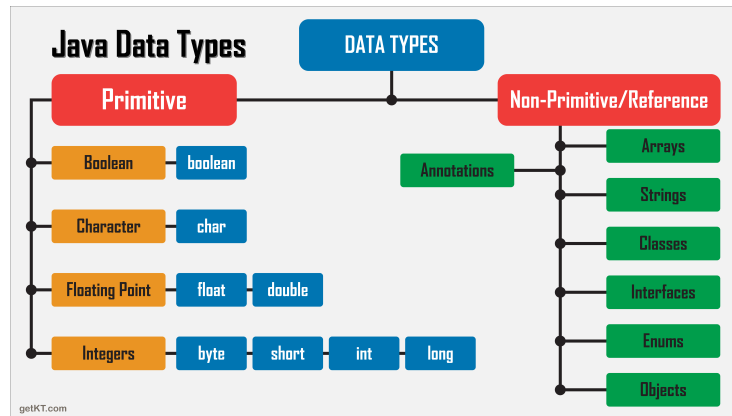 Java Data Types
DATA TYPES
Primitive
Non-Primitive/Reference
Boolean
boolean
Character
char
Floating Point
float
double
Integers
byte
short
int
long
Annotations
Arrays
Strings
Classes
Interfaces
Enums
Objects
getKT.com